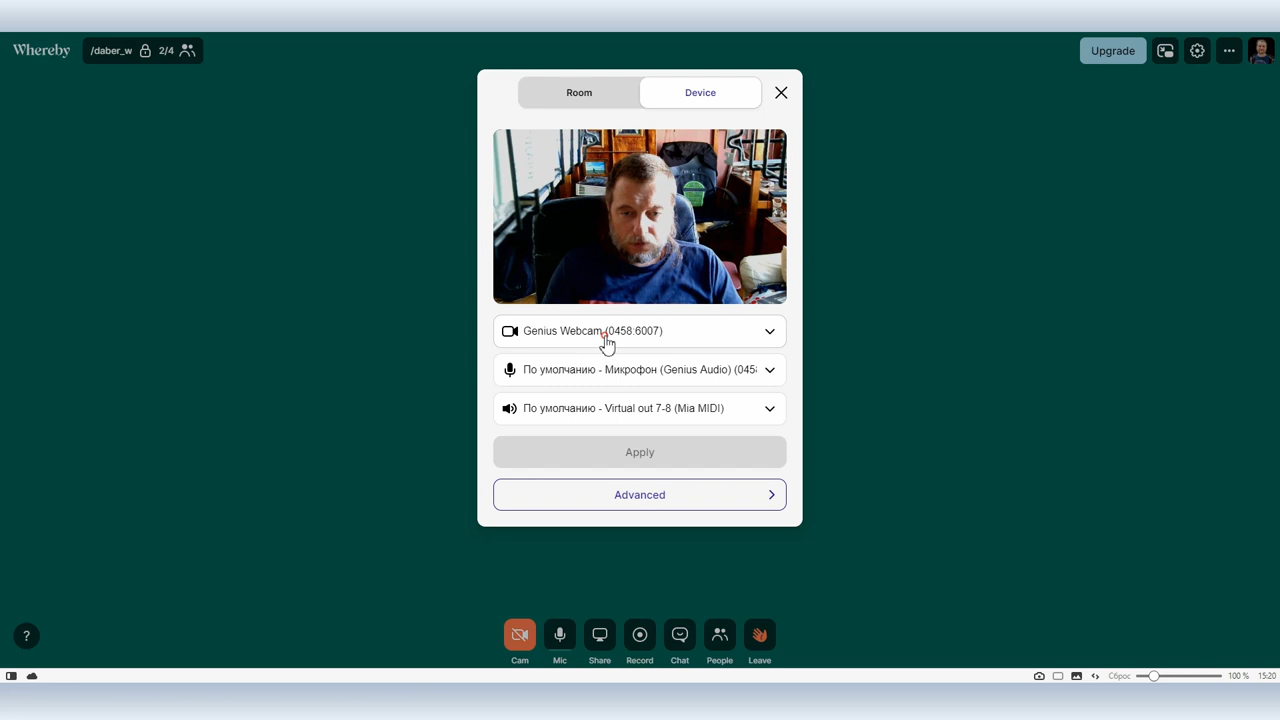 Whereby
/daber_w 2/4
Upgrade
Room Device
Genius Webcam (0458:6007)
По умолчанию - Микрофон (Genius Audio) (045
По умолчанию - Virtual out 7-8 (Mia MIDI)
Apply
Advanced
?
Cam Mic Share Record Chat People Leave
Сброс 100 % 15:20